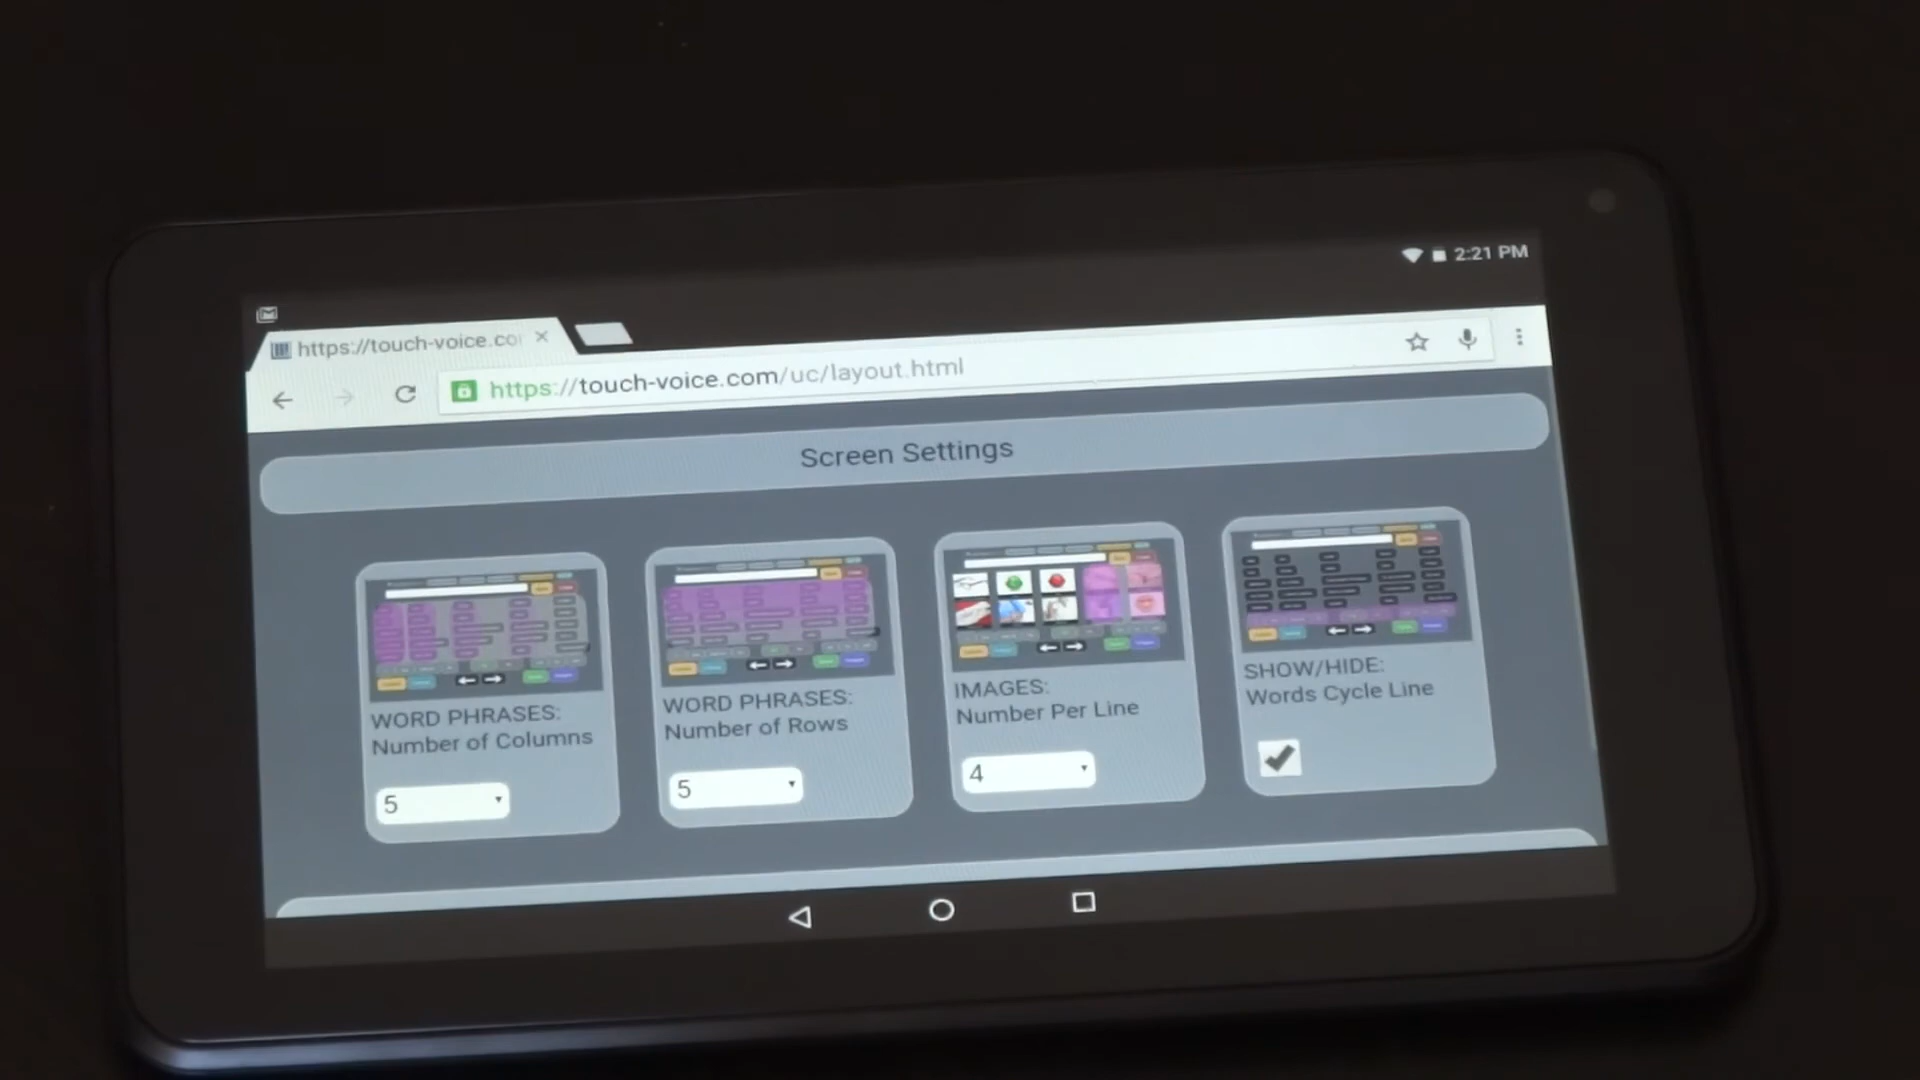 2:21 PM
https://touch-voice.co
https://touch-voice.com/uc/layout.html
Screen Settings
WORD PHRASES:
Number of Columns
5
WORD PHRASES:
Number of Rows
5
IMAGES:
Number Per Line
4
SHOW/HIDE:
Words Cycle Line